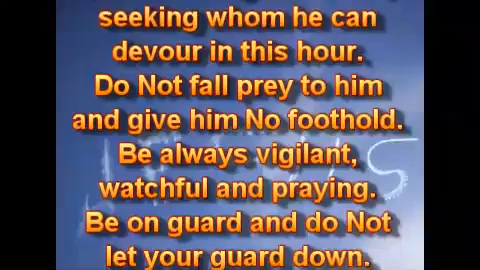 seeking whom he can
devour in this hour.
Do Not fall prey to him
and give him No foothold.
Be always vigilant,
watchful and praying.
Be on guard and do Not
let your guard down.